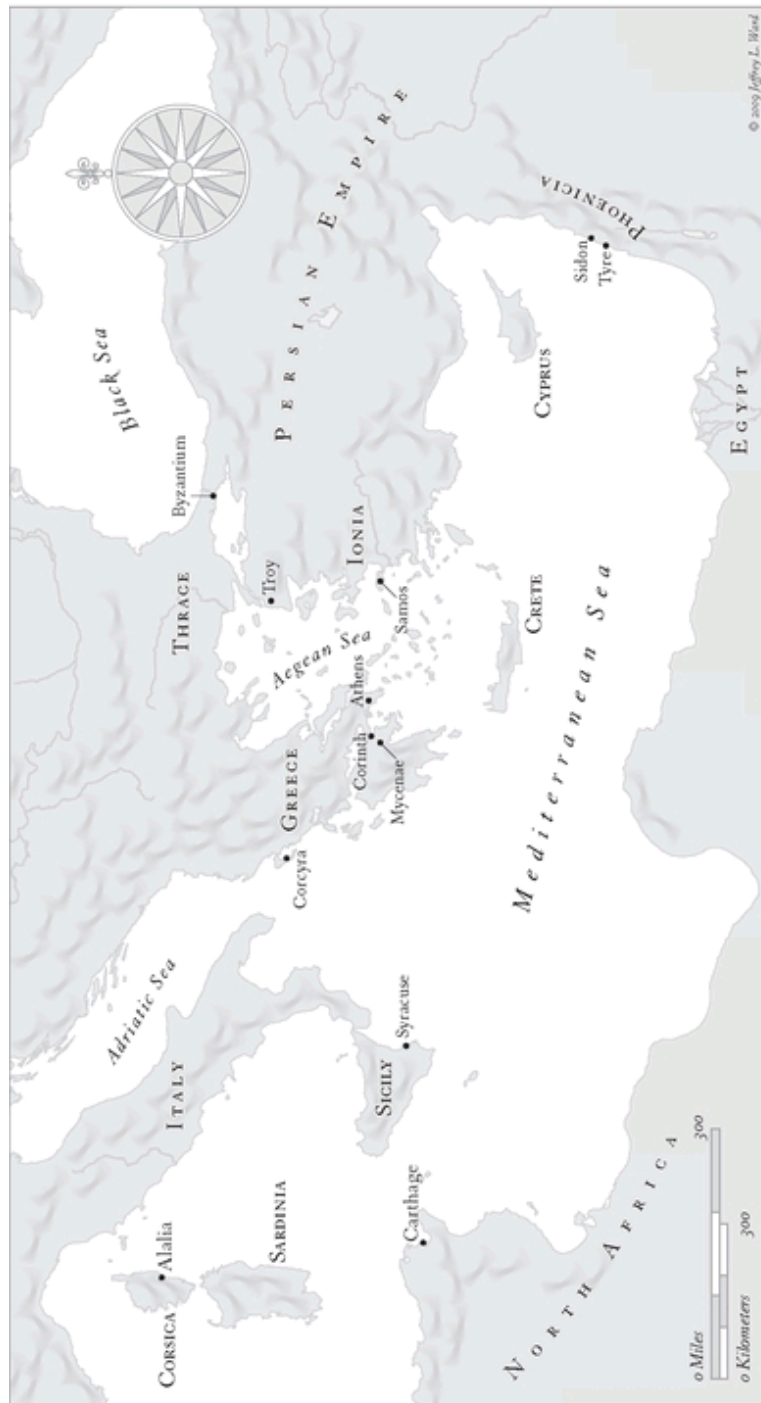 Black Sea
Adriatic Sea
CORSICA
Alalia
ITALY
THRACE
Byzantium
PERSIAN EMPIRE
SARDINIA
GREECE
Corcyra
Troy
Aegean Sea
IONIA
Carthage
SICILY
Syracuse
Corinth
Mycenae
Athens
Samos
CRETE
CYPRUS
Sidon
Tyre
PHOENICIA
Mediterranean Sea
NORTH AFRICA
EGYPT
0 Miles 300
0 Kilometers 300
© 2009 Jeffrey L. Ward